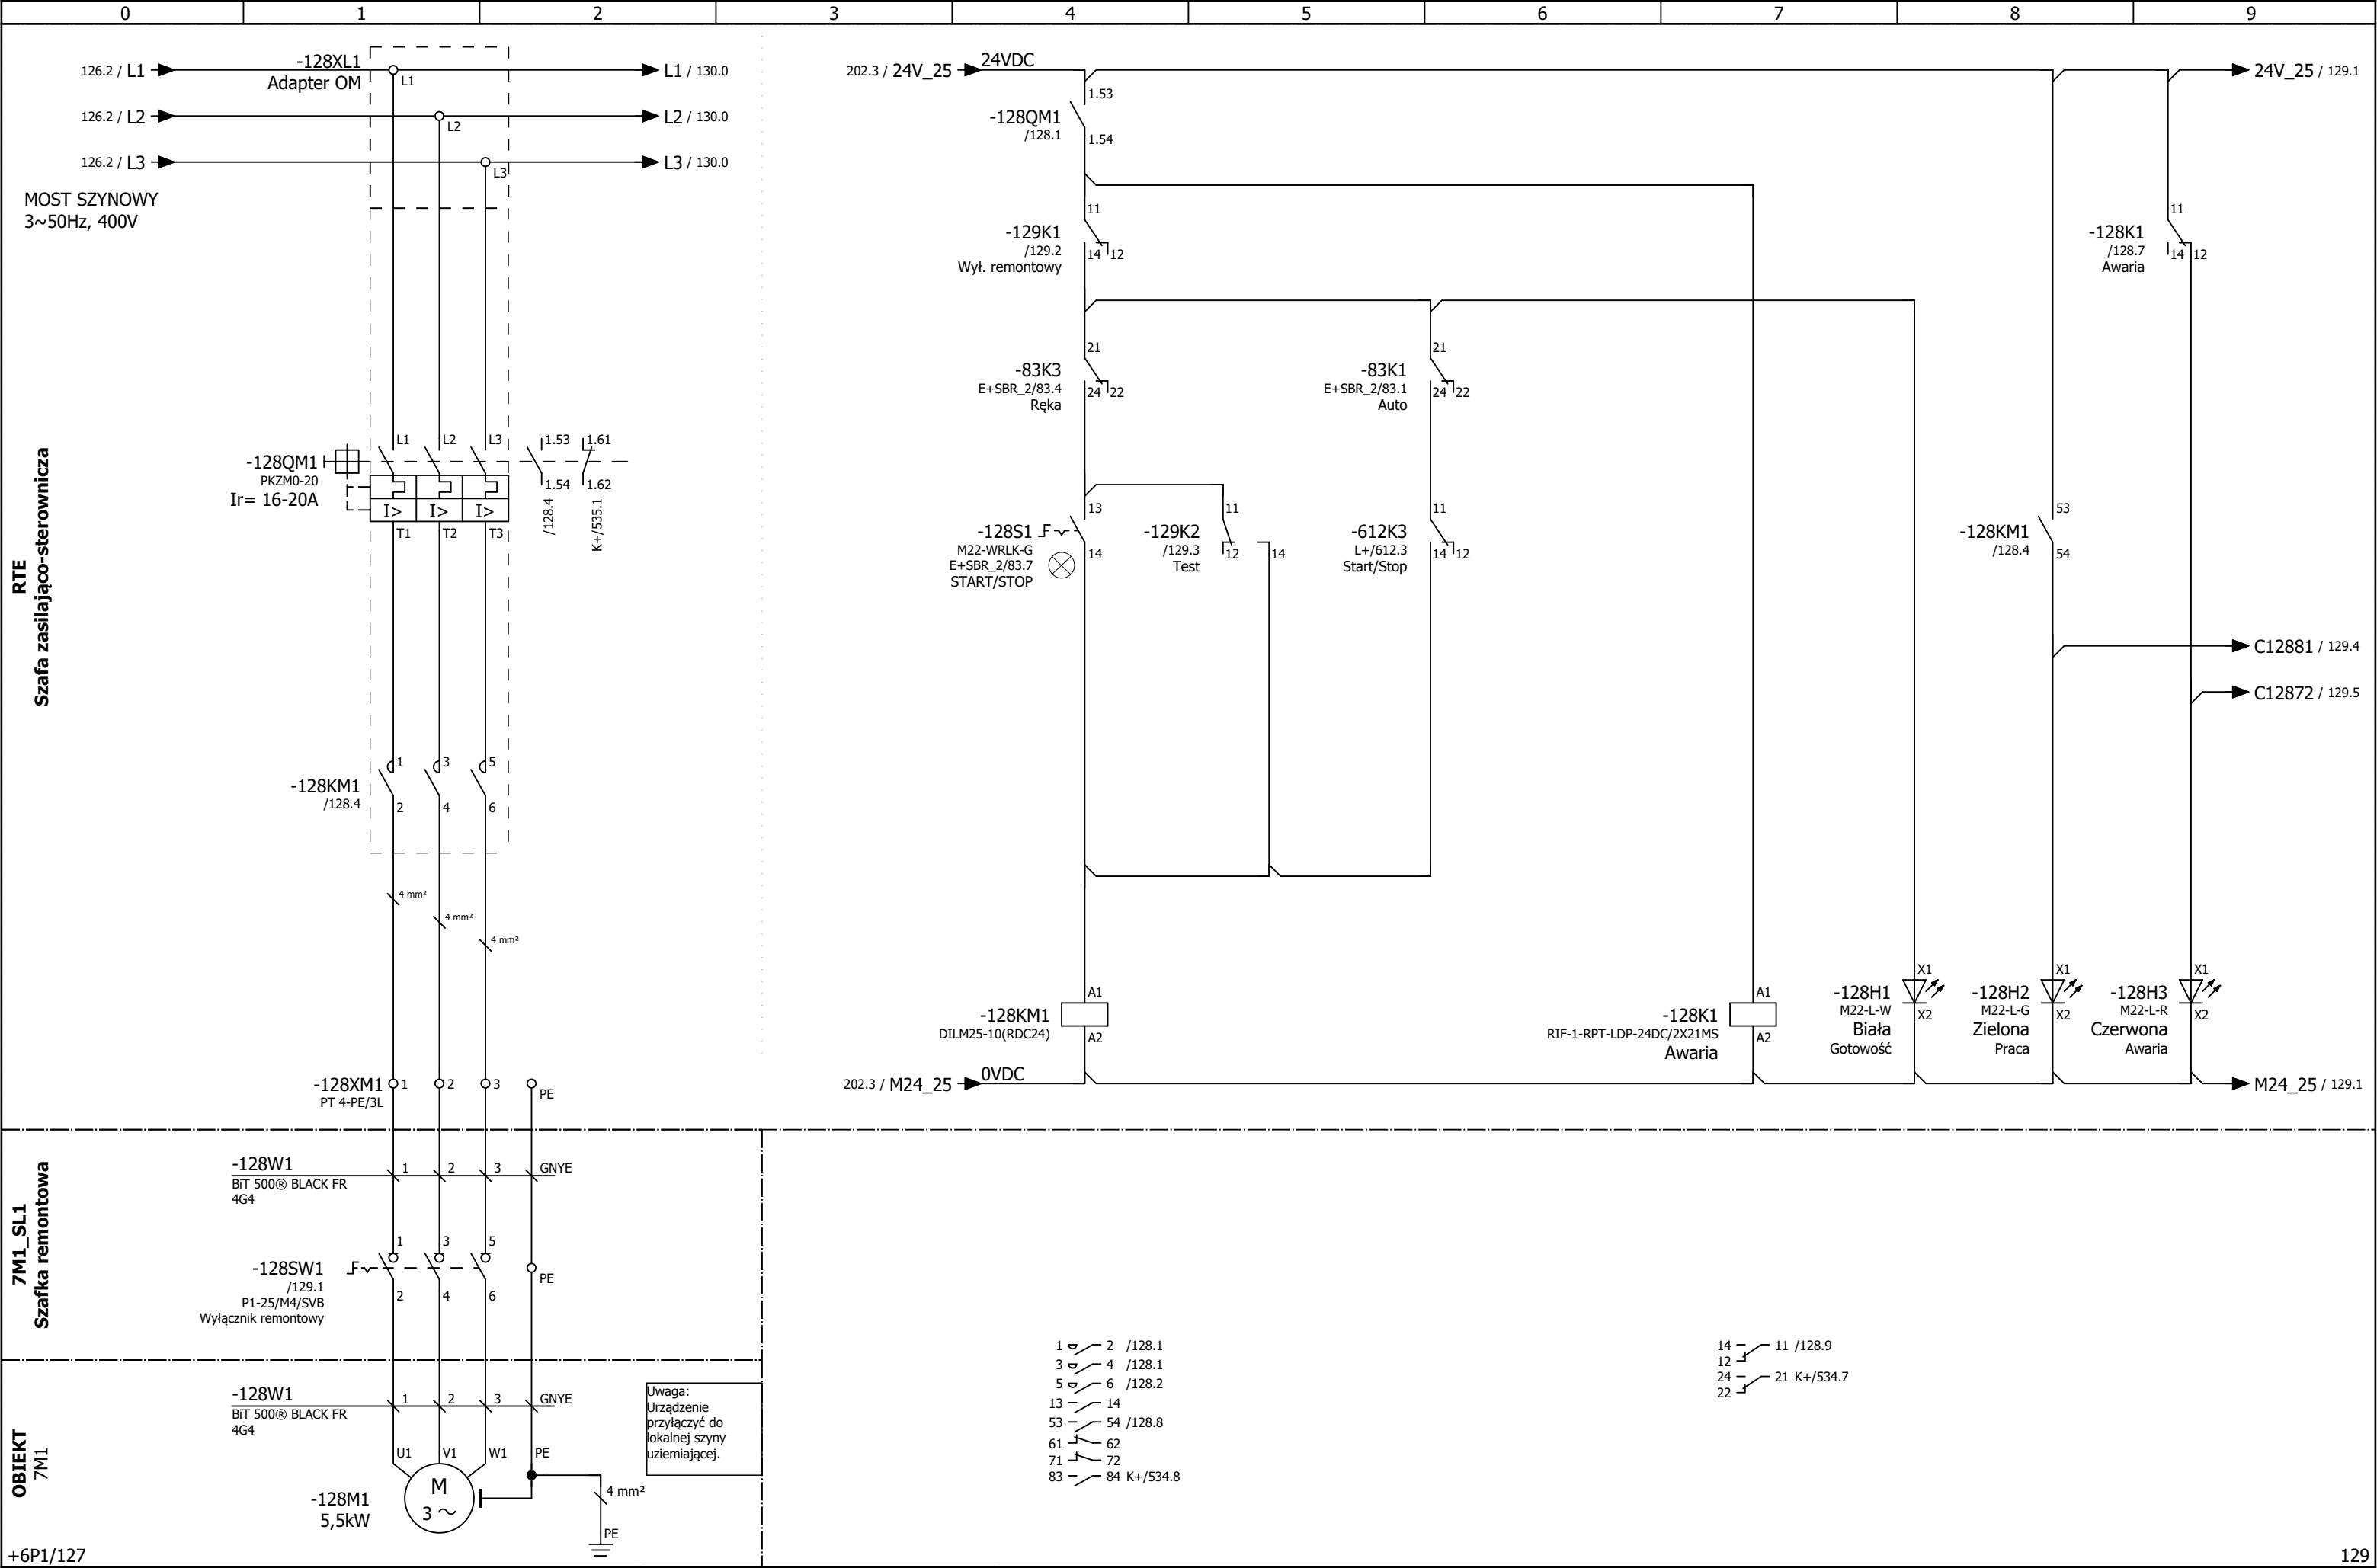 0 1 2 3 4 5 6 7 8 9
126.2 / L1
-128XL1
Adapter OM
L1
L1 / 130.0
126.2 / L2
L2
L2 / 130.0
126.2 / L3
L3
L3 / 130.0
MOST SZYNOWY
3~50Hz, 400V
RTE
Szafa zasilająco-sterownicza
-128QM1
PKZM0-20
Ir= 16-20A
L1 L2 L3
I> I> I>
T1 T2 T3
1.53 1.61
1.54 1.62
/128.4
K+/535.1
-128KM1
/128.4
1 3 5
2 4 6
4 mm²
4 mm²
4 mm²
-128XM1
PT 4-PE/3L
1 2 3 PE
7M1_SL1
Szafka remontowa
-128W1
BiT 500® BLACK FR
4G4
1 2 3 GNYE
-128SW1
/129.1
P1-25/M4/SVB
Wyłącznik remontowy
1 3 5
2 4 6
PE
OBIEKT
7M1
-128W1
BiT 500® BLACK FR
4G4
1 2 3 GNYE
U1 V1 W1 PE
M
3
-128M1
5,5kW
4 mm²
PE
Uwaga:
Urządzenie
przyłączyć do
lokalnej szyny
uziemiającej.
+6P1/127
202.3 / 24V_25
24VDC
24V_25 / 129.1
-128QM1
/128.1
1.53
1.54
-129K1
/129.2
Wył. remontowy
11
14 12
-83K3
E+SBR_2/83.4
Ręka
21
24 22
-83K1
E+SBR_2/83.1
Auto
21
24 22
-128S1
M22-WRLK-G
E+SBR_2/83.7
START/STOP
13
14
-129K2
/129.3
Test
11
12 14
-612K3
L+/612.3
Start/Stop
11
14 12
-128KM1
/128.4
53
54
-128K1
/128.7
Awaria
11
14 12
C12881 / 129.4
C12872 / 129.5
-128KM1
DILM25-10(RDC24)
A1
A2
-128K1
RIF-1-RPT-LDP-24DC/2X21MS
Awaria
A1
A2
-128H1
M22-L-W
Biała
Gotowość
X1
X2
-128H2
M22-L-G
Zielona
Praca
X1
X2
-128H3
M22-L-R
Czerwona
Awaria
X1
X2
202.3 / M24_25
0VDC
M24_25 / 129.1
1 2 /128.1
3 4 /128.1
5 6 /128.2
13 14
53 54 /128.8
61 62
71 72
83 84 K+/534.8
14 11 /128.9
12
24 21 K+/534.7
22
129